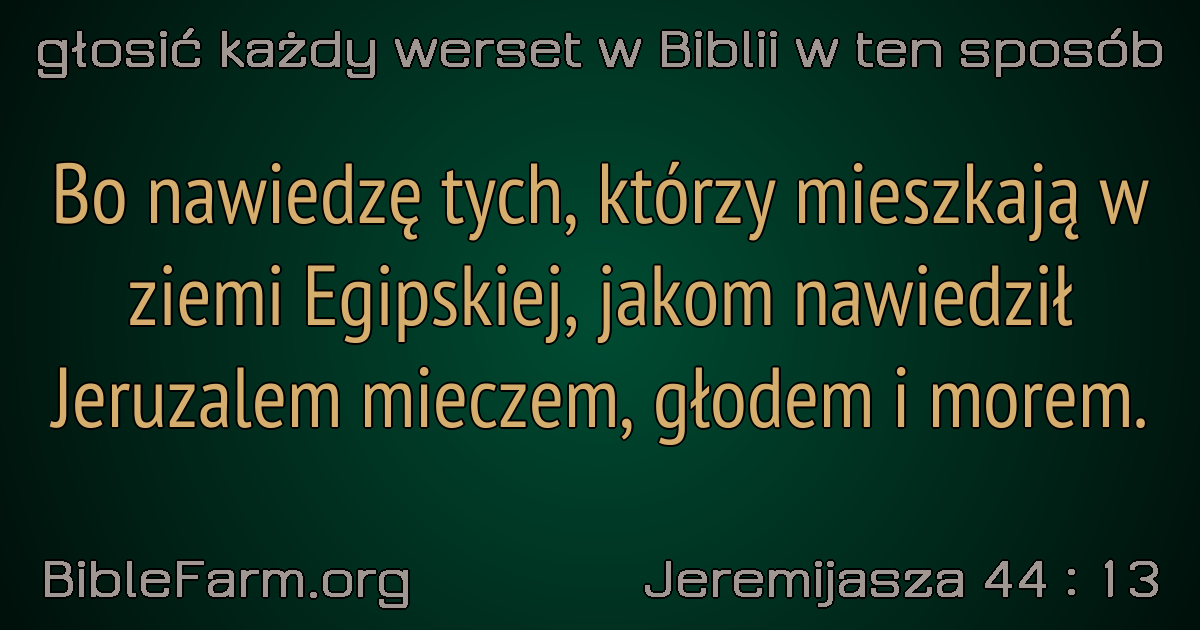 głosić każdy werset w Biblii w ten sposób
Bo nawiedzę tych, którzy mieszkają w
ziemi Egipskiej, jakom nawiedził
Jeruzalem mieczem, głodem i morem.
BibleFarm.org
Jeremijasza 44 : 13